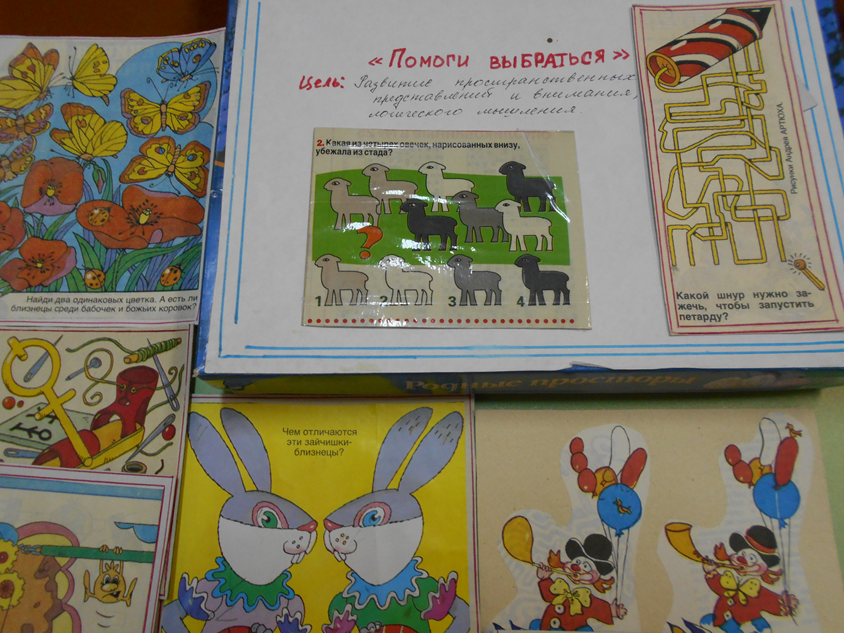 « Помоги выбраться »
Цель: Развитие пространственных
представлений и внимания,
логического мышления.
2. Какая из четырех овечек, нарисованных внизу,
убежала из стада?
?
1 2 3 4
Рисунки Андрея АРТЮХА.
Какой шнур нужно за-
жечь, чтобы запустить
петарду?
Найди два одинаковых цветка. А есть ли
близнецы среди бабочек и божьих коровок?
Родные просторы
Чем отличаются
эти зайчишки-
близнецы?